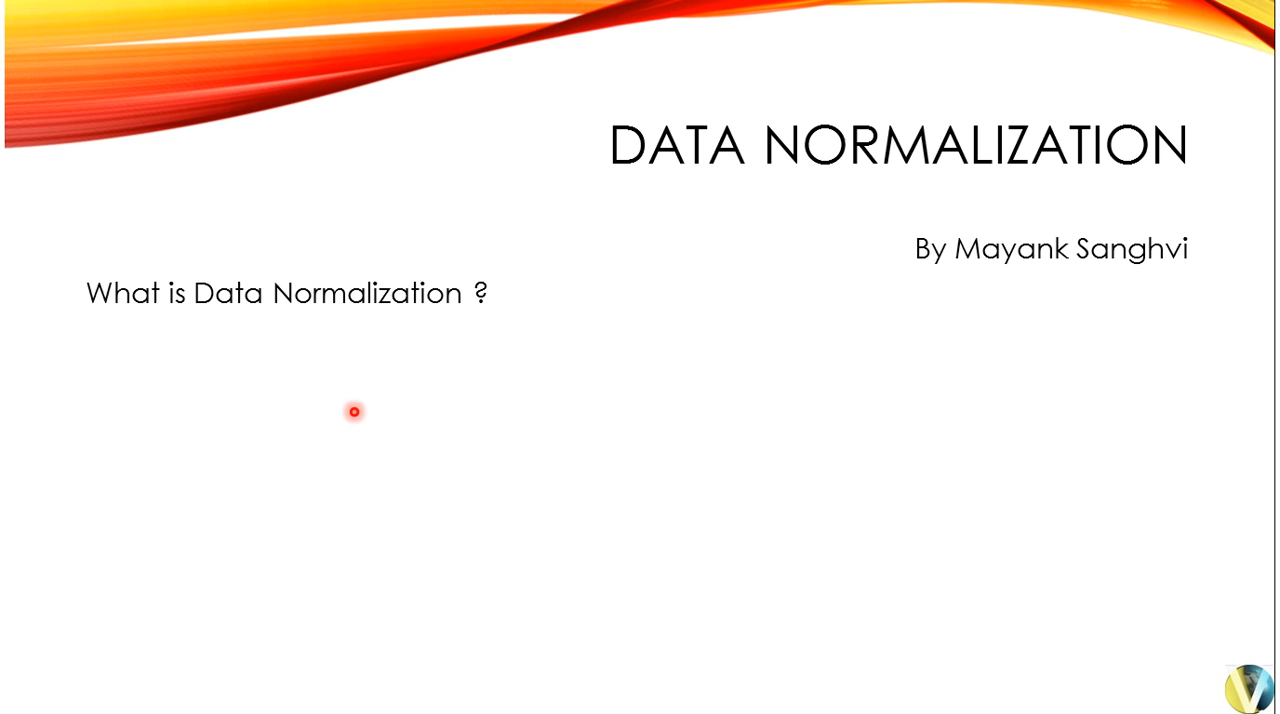 DATA NORMALIZATION
By Mayank Sanghvi
What is Data Normalization ?
V